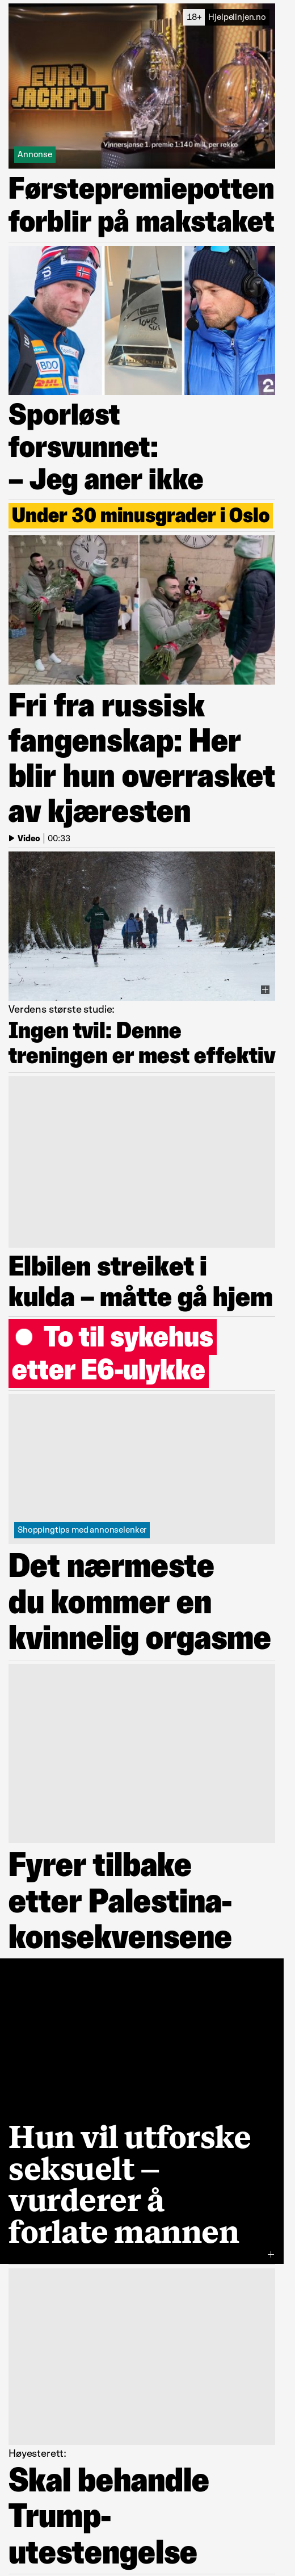 18+ Hjelpelinjen.no
EURO
JACKPOT
Vinnersjanse 1. premie 1:140 mill. per rekke
Annonse
Førstepremiepotten
forblir på makstaket
TOUR
BDO
DHL
2
Sporløst
forsvunnet:
– Jeg aner ikke
Under 30 minusgrader i Oslo
Fri fra russisk
fangenskap: Her
blir hun overrasket
av kjæresten
Video | 00:33
Verdens største studie:
Ingen tvil: Denne
treningen er mest effektiv
Elbilen streiket i
kulda – måtte gå hjem
To til sykehus
etter E6-ulykke
Shoppingtips med annonselenker
Det nærmeste
du kommer en
kvinnelig orgasme
Fyrer tilbake
etter Palestina-
konsekvensene
Hun vil utforske
seksuelt –
vurderer å
forlate mannen
Høyesterett:
Skal behandle
Trump-
utestengelse